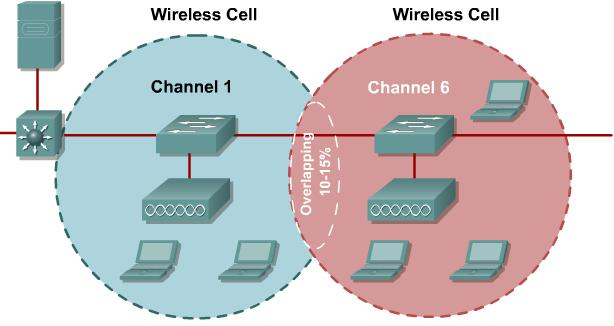 Wireless Cell
Wireless Cell
Channel 1
Channel 6
Overlapping
10-15%